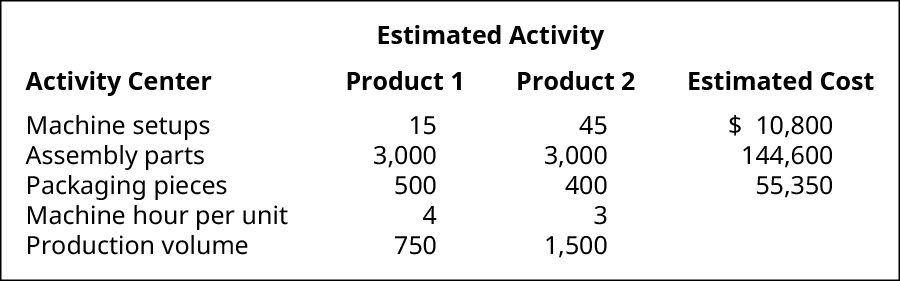 Estimated Activity
Activity Center Product 1 Product 2 Estimated Cost
Machine setups 15 45 $ 10,800
Assembly parts 3,000 3,000 144,600
Packaging pieces 500 400 55,350
Machine hour per unit 4 3
Production volume 750 1,500